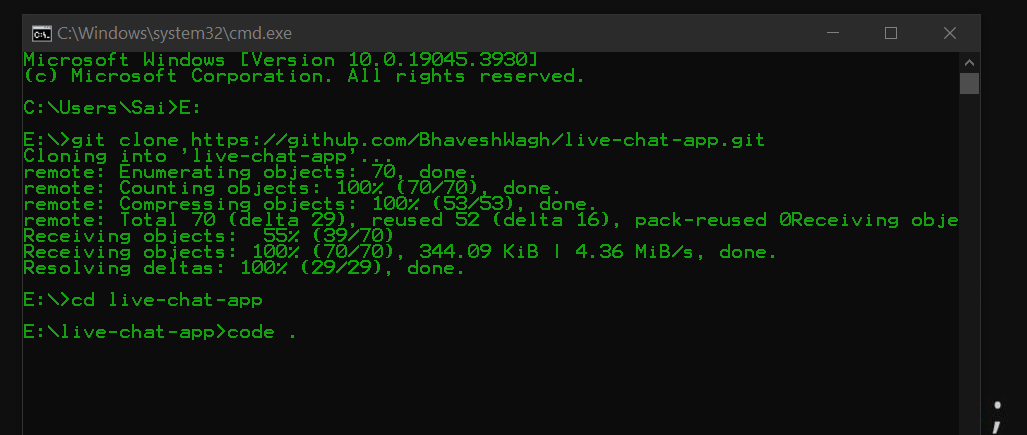 C:\Windows\system32\cmd.exe
Microsoft Windows [Version 10.0.19045.3930]
(c) Microsoft Corporation. All rights reserved.
C:\Users\Sai>E:
E:\>git clone https://github.com/BhaveshWagh/live-chat-app.git
Cloning into 'live-chat-app'...
remote: Enumerating objects: 70, done.
remote: Counting objects: 100% (70/70), done.
remote: Compressing objects: 100% (53/53), done.
remote: Total 70 (delta 29), reused 52 (delta 16), pack-reused 0Receiving obje
Receiving objects:  55% (39/70)
Receiving objects: 100% (70/70), 344.09 KiB | 4.36 MiB/s, done.
Resolving deltas: 100% (29/29), done.
E:\>cd live-chat-app
E:\live-chat-app>code .
;